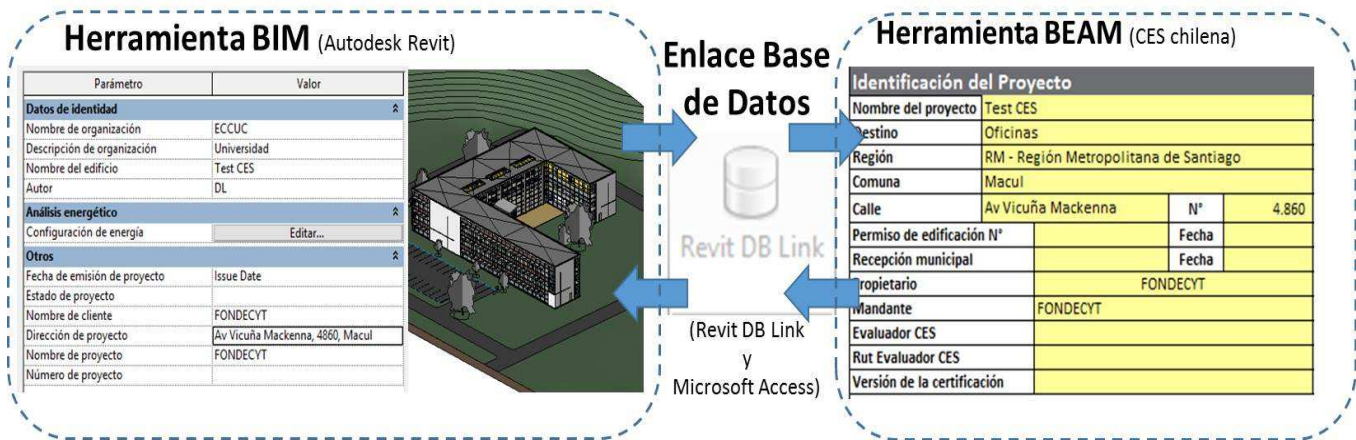 Herramienta BIM (Autodesk Revit)
Parámetro Valor
Datos de identidad
Nombre de organización ECCUC
Descripción de organización Universidad
Nombre del edificio Test CES
Autor DL
Análisis energético
Configuración de energía Editar...
Otros
Fecha de emisión de proyecto Issue Date
Estado de proyecto
Nombre de cliente FONDECYT
Dirección de proyecto Av Vicuña Mackenna, 4860, Macul
Nombre de proyecto FONDECYT
Número de proyecto
Enlace Base
de Datos
Revit DB Link
(Revit DB Link
y
Microsoft Access)
Herramienta BEAM (CES chilena)
Identificación del Proyecto
Nombre del proyecto Test CES
Destino Oficinas
Región RM - Región Metropolitana de Santiago
Comuna Macul
Calle Av Vicuña Mackenna N° 4.860
Permiso de edificación N° Fecha
Recepción municipal Fecha
Propietario FONDECYT
Mandante FONDECYT
Evaluador CES
Rut Evaluador CES
Versión de la certificación